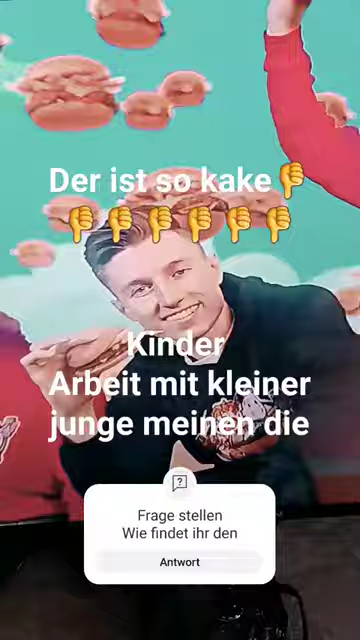 Der ist so kake👎
👎👎👎👎👎👎
Kinder
Arbeit mit kleiner
junge meinen die
Frage stellen
Wie findet ihr den
Antwort